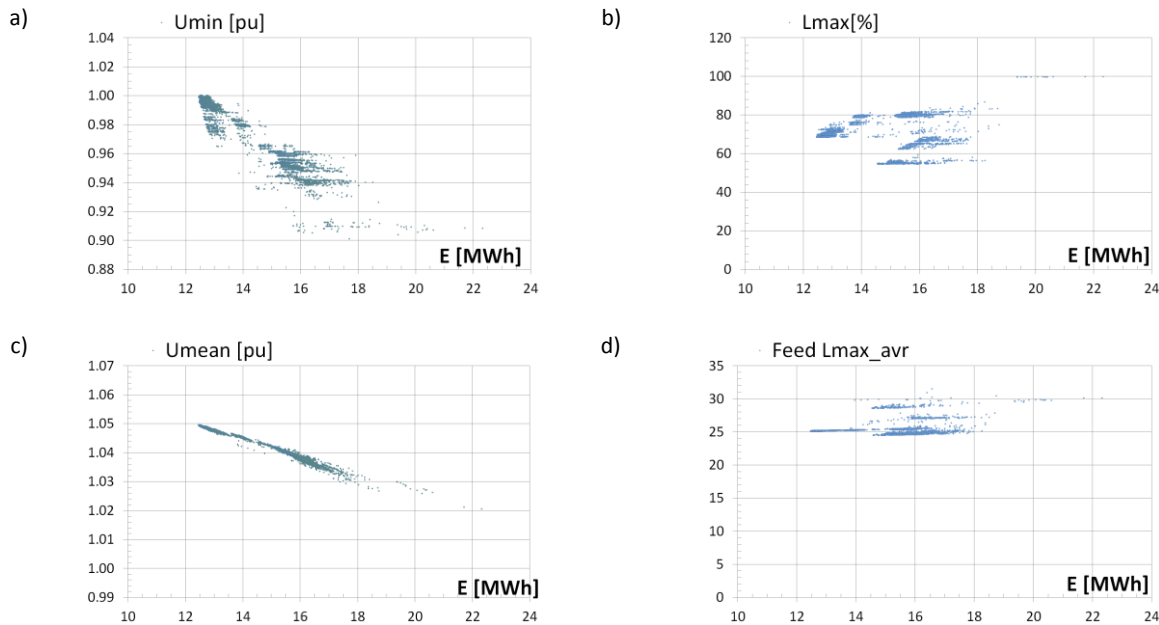 a) Umin [pu]
1.04
1.02
1.00
0.98
0.96
0.94
0.92
0.90
0.88
E [MWh]
10 12 14 16 18 20 22 24
b) Lmax[%]
120
100
80
60
40
20
0
E [MWh]
10 12 14 16 18 20 22 24
c) Umean [pu]
1.07
1.06
1.05
1.04
1.03
1.02
1.01
1.00
0.99
E [MWh]
10 12 14 16 18 20 22 24
d) Feed Lmax_avr
35
30
25
20
15
10
5
0
E [MWh]
10 12 14 16 18 20 22 24